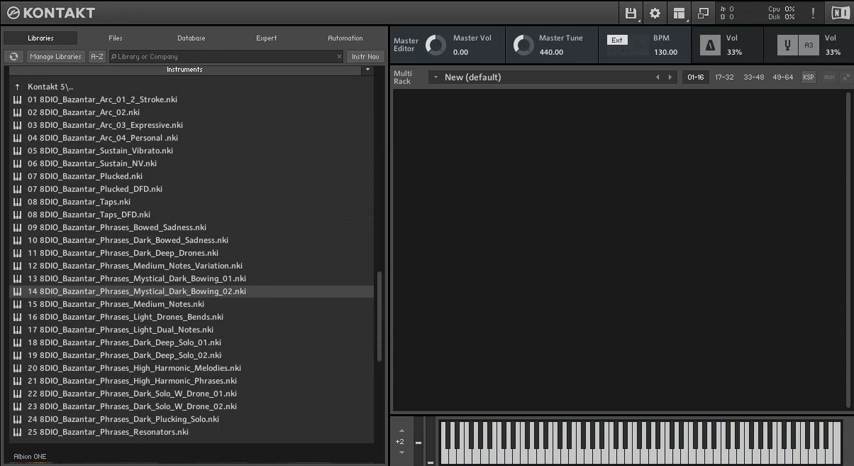 KONTAKT
0
0
Cpu 0%
Disk 0%
!
NI
Libraries Files Database Expert Automation
Manage Libraries A-Z Library or Company × Instr Nav
Instruments
↑ Kontakt 5\..
01 8DIO_Bazantar_Arc_01_2_Stroke.nki
02 8DIO_Bazantar_Arc_02.nki
03 8DIO_Bazantar_Arc_03_Expressive.nki
04 8DIO_Bazantar_Arc_04_Personal .nki
05 8DIO_Bazantar_Sustain_Vibrato.nki
06 8DIO_Bazantar_Sustain_NV.nki
07 8DIO_Bazantar_Plucked.nki
07 8DIO_Bazantar_Plucked_DFD.nki
08 8DIO_Bazantar_Taps.nki
08 8DIO_Bazantar_Taps_DFD.nki
09 8DIO_Bazantar_Phrases_Bowed_Sadness.nki
10 8DIO_Bazantar_Phrases_Dark_Bowed_Sadness.nki
11 8DIO_Bazantar_Phrases_Dark_Deep_Drones.nki
12 8DIO_Bazantar_Phrases_Medium_Notes_Variation.nki
13 8DIO_Bazantar_Phrases_Mystical_Dark_Bowing_01.nki
14 8DIO_Bazantar_Phrases_Mystical_Dark_Bowing_02.nki
15 8DIO_Bazantar_Phrases_Medium_Notes.nki
16 8DIO_Bazantar_Phrases_Light_Drones_Bends.nki
17 8DIO_Bazantar_Phrases_Light_Dual_Notes.nki
18 8DIO_Bazantar_Phrases_Dark_Deep_Solo_01.nki
19 8DIO_Bazantar_Phrases_Dark_Deep_Solo_02.nki
20 8DIO_Bazantar_Phrases_High_Harmonic_Melodies.nki
21 8DIO_Bazantar_Phrases_High_Harmonic_Phrases.nki
22 8DIO_Bazantar_Phrases_Dark_Solo_W_Drone_01.nki
23 8DIO_Bazantar_Phrases_Dark_Solo_W_Drone_02.nki
24 8DIO_Bazantar_Phrases_Dark_Plucking_Solo.nki
25 8DIO_Bazantar_Phrases_Resonators.nki
Albion ONE
Master Editor
Master Vol
0.00
Master Tune
440.00
Ext BPM
130.00
Vol
33%
A3 Vol
33%
Multi Rack
New (default)
01-16 17-32 33-48 49-64 KSP
+2